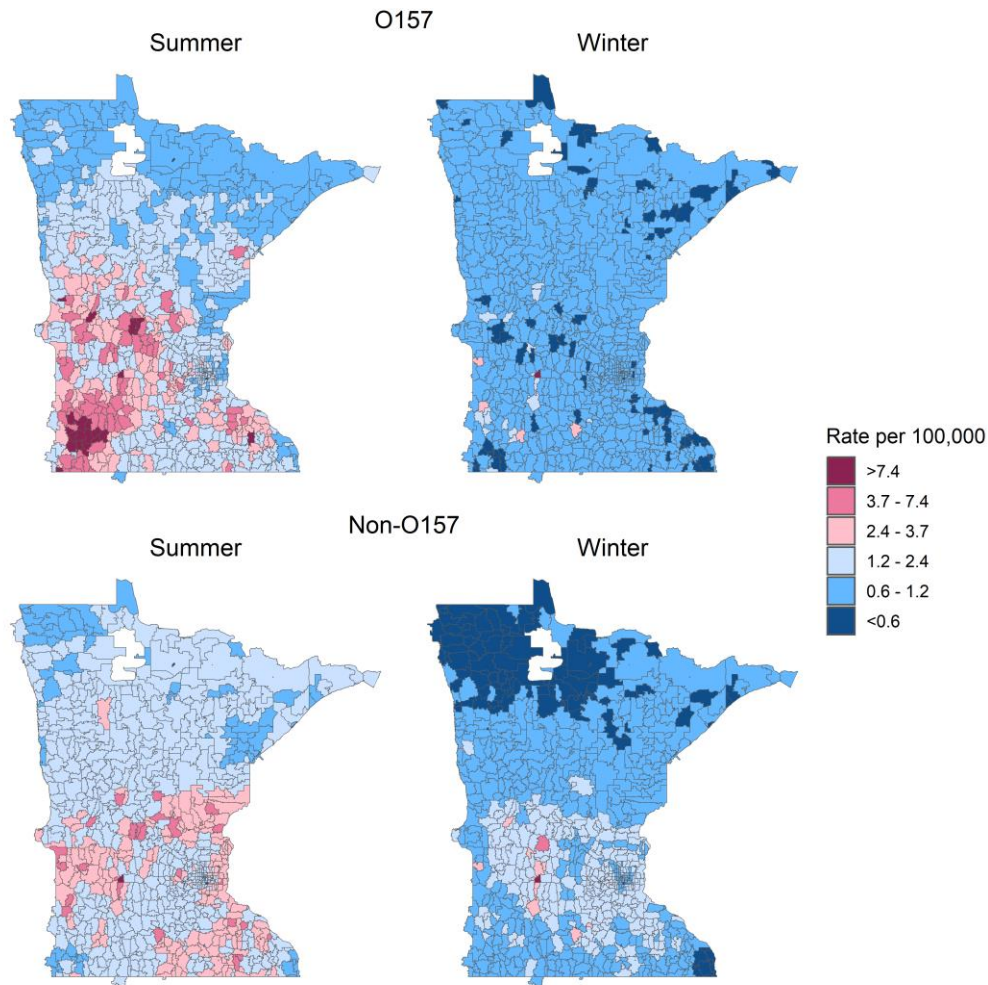 O157
Summer
Winter
Rate per 100,000
>7.4
3.7 - 7.4
2.4 - 3.7
1.2 - 2.4
0.6 - 1.2
<0.6
Non-O157
Summer
Winter